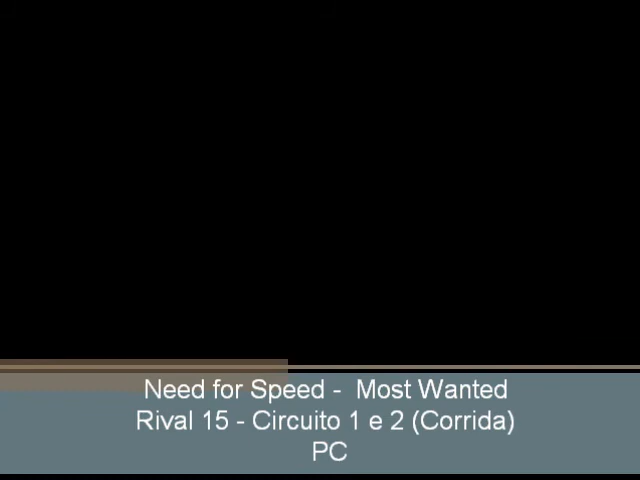 Need for Speed -  Most Wanted
Rival 15 - Circuito 1 e 2 (Corrida)
PC